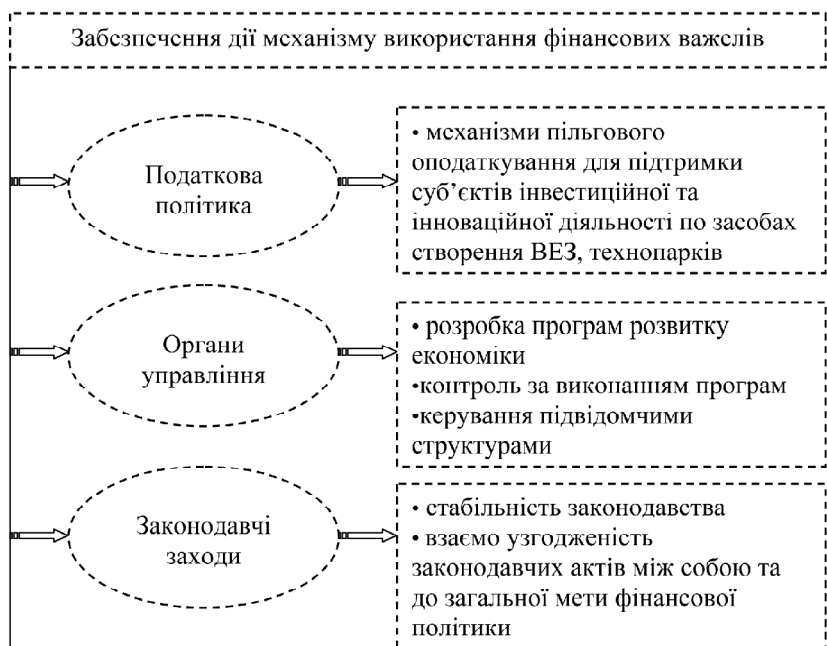 Забезпечення дії механізму використання фінансових важелів
Податкова
політика
• механізми пільгового
оподаткування для підтримки
суб’єктів інвестиційної та
інноваційної діяльності по засобах
створення ВЕЗ, технопарків
Органи
управління
• розробка програм розвитку
економіки
•контроль за виконанням програм
•керування підвідомчими
структурами
Законодавчі
заходи
• стабільність законодавства
• взаємо узгодженість
законодавчих актів між собою та
до загальної мети фінансової
політики